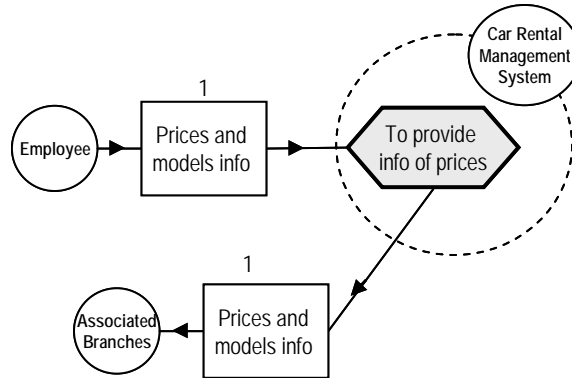 Car Rental
Management
System
1
Employee
Prices and
models info
To provide
info of prices
1
Associated
Branches
Prices and
models info